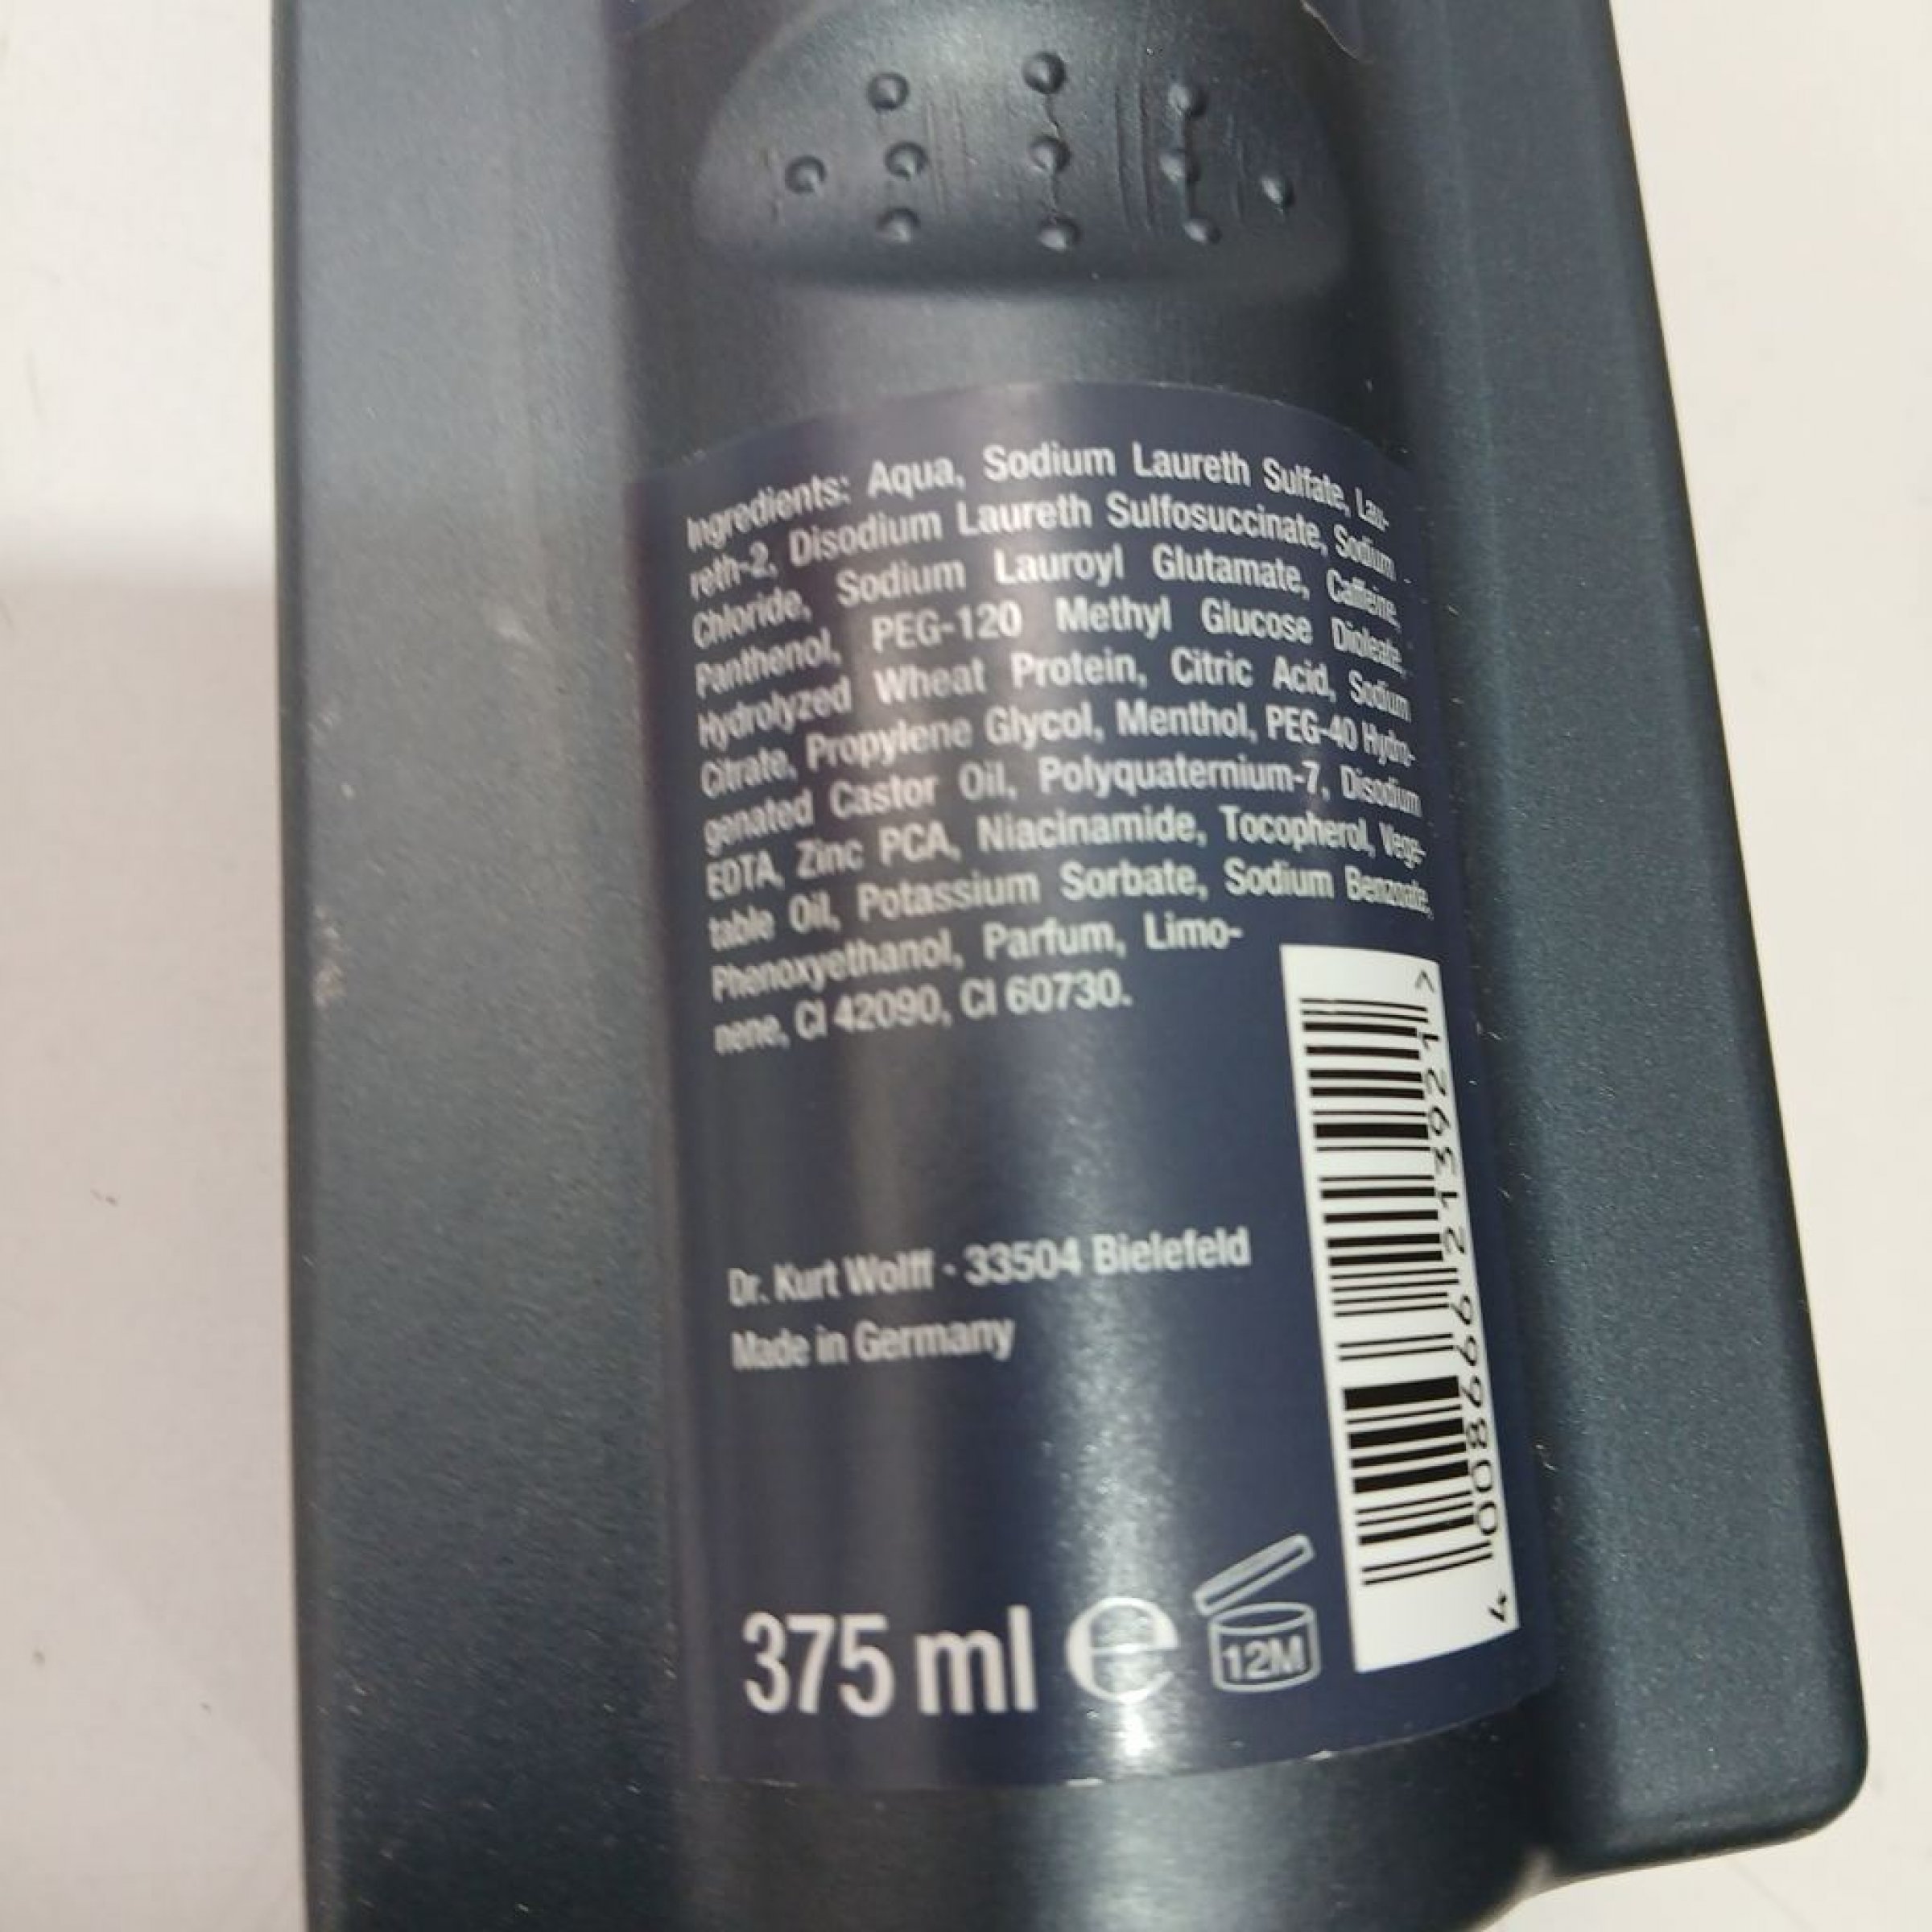 Ingredients: Aqua, Sodium Laureth Sulfate, Lau-
reth-2, Disodium Laureth Sulfosuccinate, Sodium
Chloride, Sodium Lauroyl Glutamate, Caffeine,
Panthenol, PEG-120 Methyl Glucose Dioleate,
Hydrolyzed Wheat Protein, Citric Acid, Sodium
Citrate, Propylene Glycol, Menthol, PEG-40 Hydro-
genated Castor Oil, Polyquaternium-7, Disodium
EDTA, Zinc PCA, Niacinamide, Tocopherol, Vege-
table Oil, Potassium Sorbate, Sodium Benzoate,
Phenoxyethanol, Parfum, Limo-
nene, CI 42090, CI 60730.
Dr. Kurt Wolff - 33504 Bielefeld
Made in Germany
375 ml e
12M
4 008666 213921 >